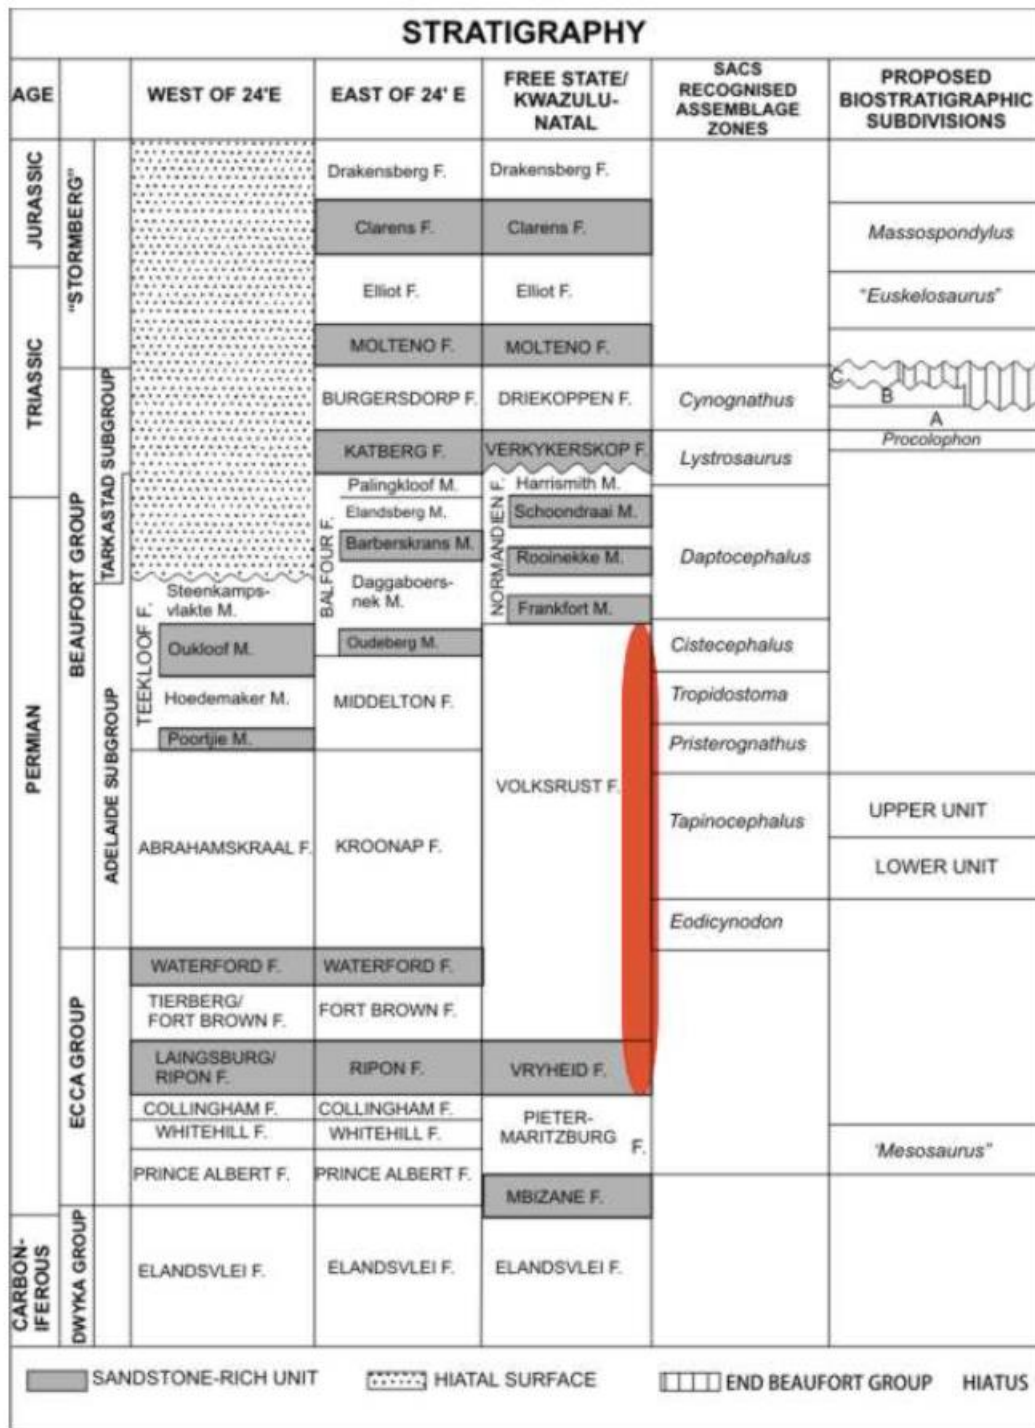 STRATIGRAPHY
AGE
WEST OF 24'E
EAST OF 24' E
FREE STATE/
KWAZULU-
NATAL
SACS
RECOGNISED
ASSEMBLAGE
ZONES
PROPOSED
BIOSTRATIGRAPHIC
SUBDIVISIONS
JURASSIC
TRIASSIC
PERMIAN
CARBON-
IFEROUS
"STORMBERG"
BEAUFORT GROUP
ECCA GROUP
DWYKA GROUP
TARKASTAD SUBGROUP
ADELAIDE SUBGROUP
TEEKLOOF F.
Steenkamps-
vlakte M.
Oukloof M.
Hoedemaker M.
Poortjie M.
ABRAHAMSKRAAL F.
WATERFORD F.
TIERBERG/
FORT BROWN F.
LAINGSBURG/
RIPON F.
COLLINGHAM F.
WHITEHILL F.
PRINCE ALBERT F.
ELANDSVLEI F.
Drakensberg F.
Clarens F.
Elliot F.
MOLTENO F.
BURGERSDORP F.
KATBERG F.
BALFOUR F.
Palingkloof M.
Elandsberg M.
Barberskrans M.
Daggaboers-
nek M.
Oudeberg M.
MIDDELTON F.
KROONAP F.
WATERFORD F.
FORT BROWN F.
RIPON F.
COLLINGHAM F.
WHITEHILL F.
PRINCE ALBERT F.
ELANDSVLEI F.
Drakensberg F.
Clarens F.
Elliot F.
MOLTENO F.
DRIEKOPPEN F.
VERKYKERSKOP F.
NORMANDIEN F.
Harrismith M.
Schoondraai M.
Rooinekke M.
Frankfort M.
VOLKSRUST F.
VRYHEID F.
PIETER-
MARITZBURG
F.
MBIZANE F.
ELANDSVLEI F.
Cynognathus
Lystrosaurus
Daptocephalus
Cistecephalus
Tropidostoma
Pristerognathus
Tapinocephalus
Eodicynodon
Massospondylus
"Euskelosaurus"
C
B
A
Procolophon
UPPER UNIT
LOWER UNIT
"Mesosaurus"
SANDSTONE-RICH UNIT
HIATAL SURFACE
END BEAUFORT GROUP HIATUS